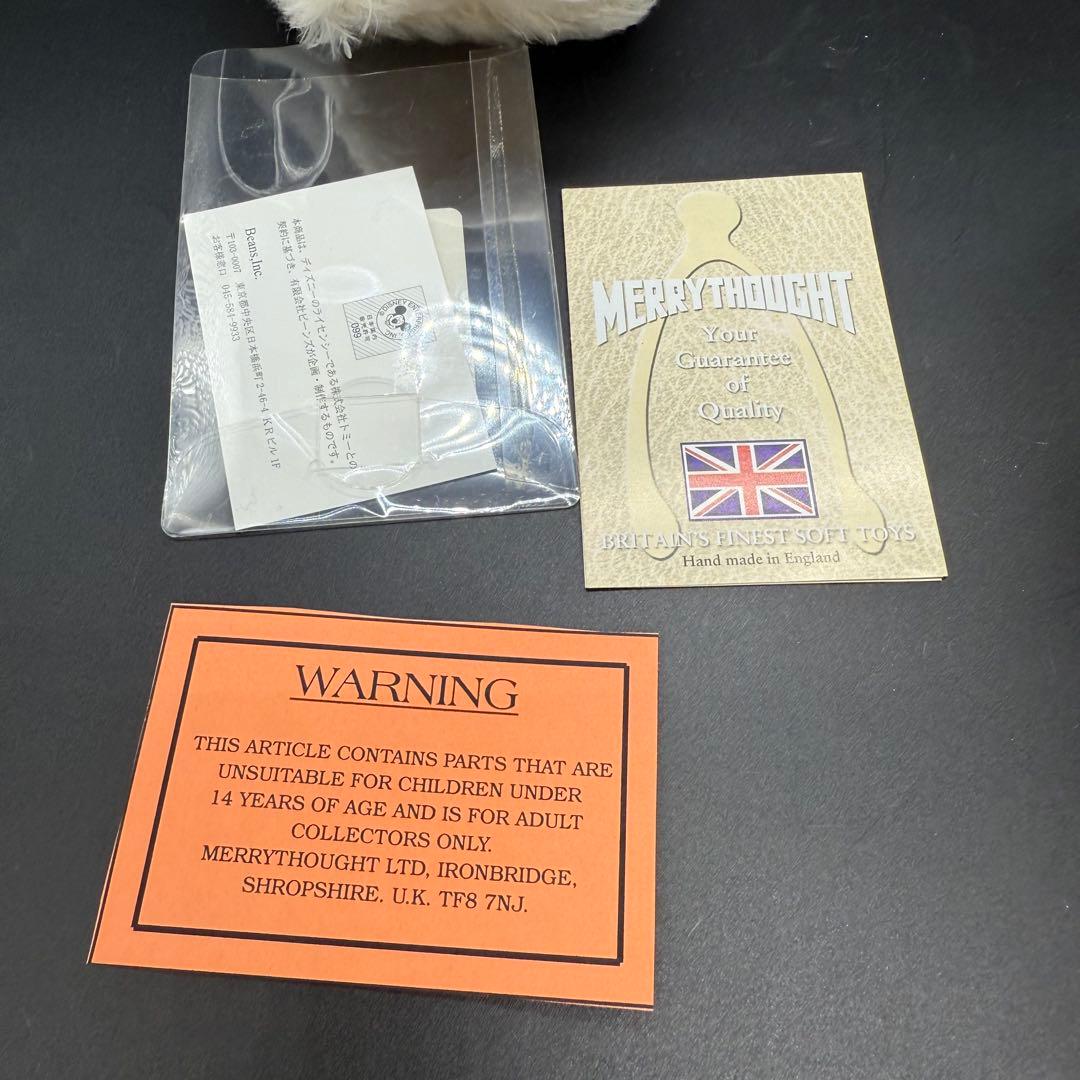 本商品は、ディズニーのライセンシーである株式会社トミーとの
契約に基づき、有限会社ビーンズが企画・制作するものです。
Beans,Inc.
〒103-0007 東京都中央区日本橋浜町 2-46-4 KRビル 1F
お客様窓口 045-584-9933
099
MERRYTHOUGHT
Your
Guarantee
of
Quality
BRITAIN'S FINEST SOFT TOYS
Hand made in England
WARNING
THIS ARTICLE CONTAINS PARTS THAT ARE
UNSUITABLE FOR CHILDREN UNDER
14 YEARS OF AGE AND IS FOR ADULT
COLLECTORS ONLY.
MERRYTHOUGHT LTD, IRONBRIDGE,
SHROPSHIRE. U.K. TF8 7NJ.